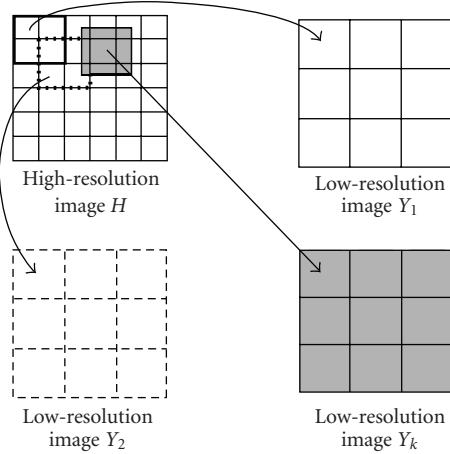 High-resolution
image H
Low-resolution
image Y₁
Low-resolution
image Y₂
Low-resolution
image Yₖ